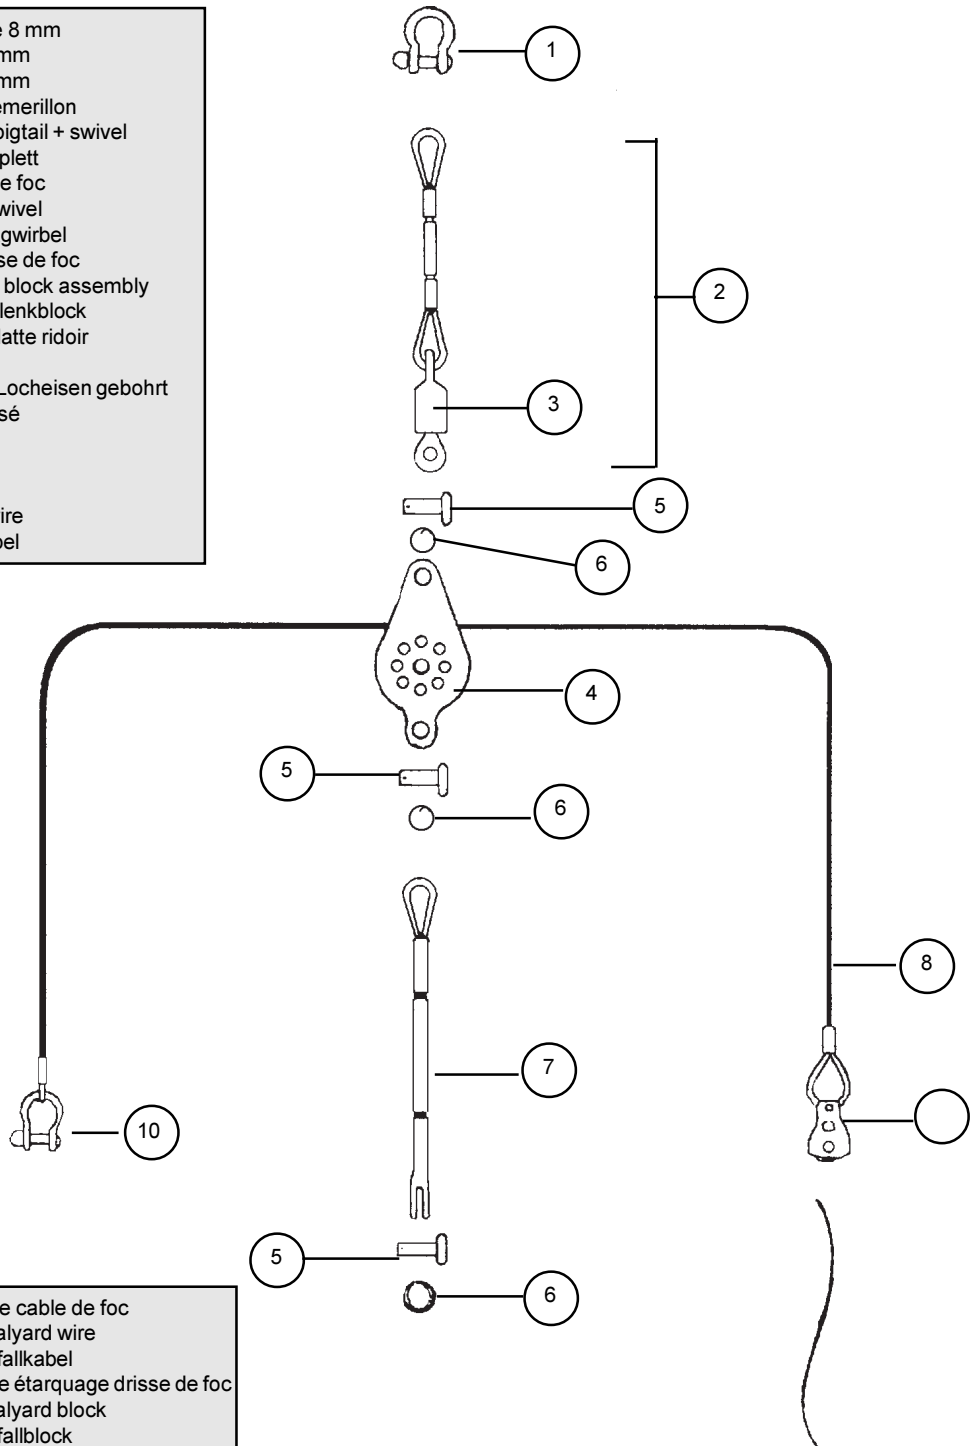 e 8 mm
mm
mm
emerillon
pigtail + swivel
plett
e foc
wivel
gwirbel
se de foc
block assembly
lenkblock
latte ridoir
Locheisen gebohrt
sé
ire
bel
1
2
3
5
6
4
5
6
8
7
10
5
6
e cable de foc
alyard wire
fallkabel
e étarquage drisse de foc
alyard block
fallblock